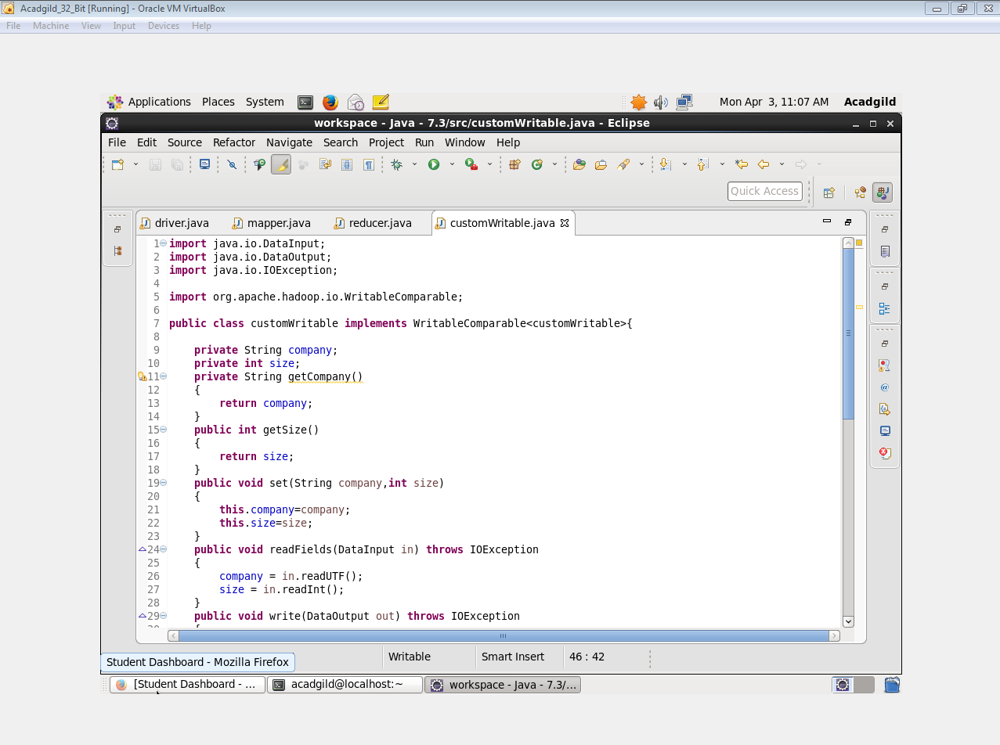 Acadgild_32_Bit [Running] - Oracle VM VirtualBox
File Machine View Input Devices Help
Applications Places System Mon Apr 3, 11:07 AM Acadgild
workspace - Java - 7.3/src/customWritable.java - Eclipse
File Edit Source Refactor Navigate Search Project Run Window Help
Quick Access
driver.java mapper.java reducer.java customWritable.java
1 import java.io.DataInput;
2 import java.io.DataOutput;
3 import java.io.IOException;
4
5 import org.apache.hadoop.io.WritableComparable;
6
7 public class customWritable implements WritableComparable<customWritable>{
8
9 private String company;
10 private int size;
11 private String getCompany()
12 {
13 return company;
14 }
15 public int getSize()
16 {
17 return size;
18 }
19 public void set(String company,int size)
20 {
21 this.company=company;
22 this.size=size;
23 }
24 public void readFields(DataInput in) throws IOException
25 {
26 company = in.readUTF();
27 size = in.readInt();
28 }
29 public void write(DataOutput out) throws IOException
Writable Smart Insert 46 : 42
Student Dashboard - Mozilla Firefox
[Student Dashboard - ... acadgild@localhost:~ workspace - Java - 7.3/...